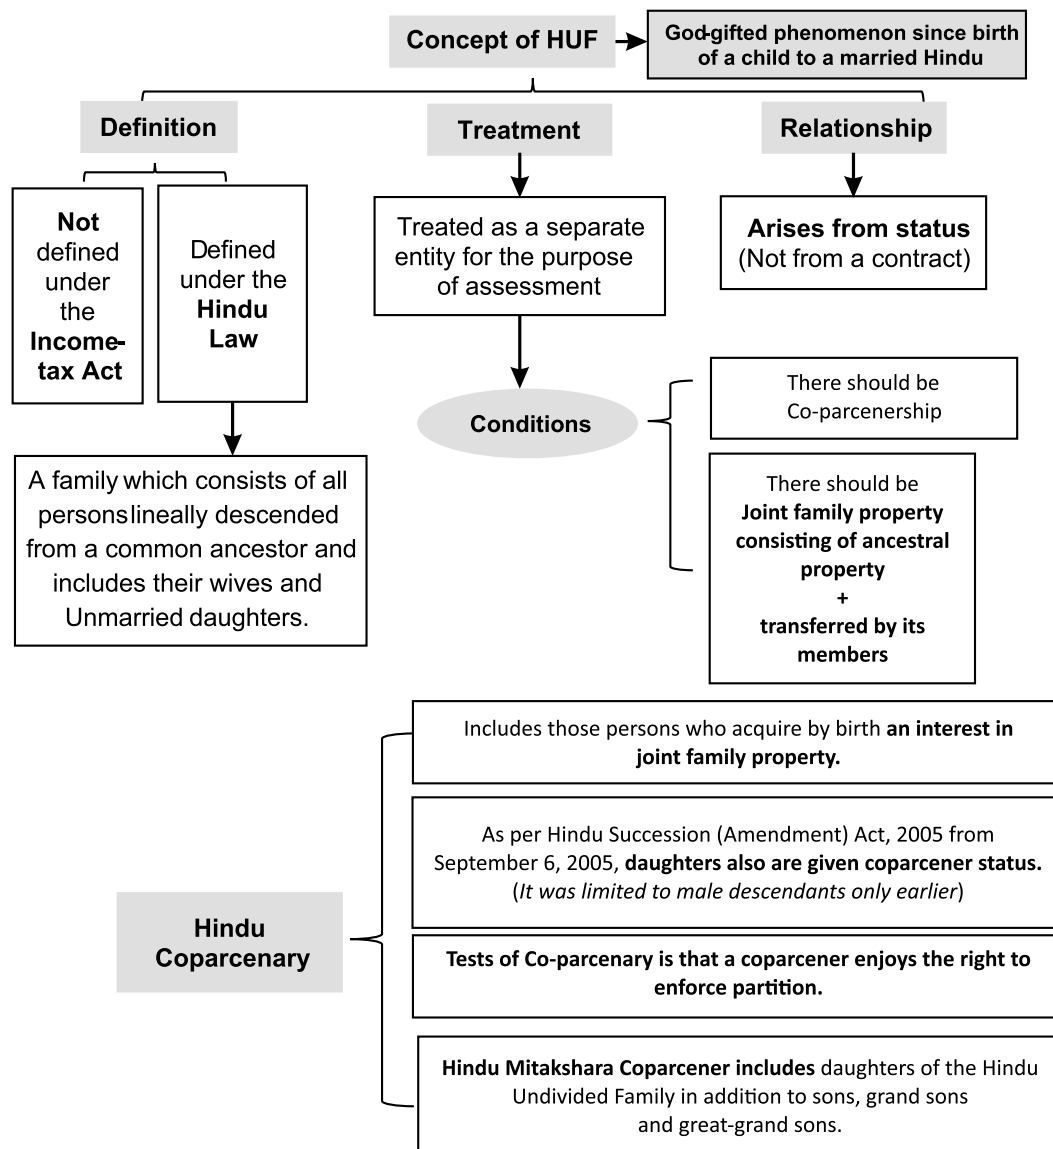 Concept of HUF
God-gifted phenomenon since birth
of a child to a married Hindu
Definition
Treatment
Relationship
Not
defined
under
the
Income-
tax Act
Defined
under the
Hindu
Law
Treated as a separate
entity for the purpose
of assessment
Arises from status
(Not from a contract)
Conditions
There should be
Co-parcenership
There should be
Joint family property
consisting of ancestral
property
+
transferred by its
members
A family which consists of all
persons lineally descended
from a common ancestor and
includes their wives and
Unmarried daughters.
Hindu
Coparcenary
Includes those persons who acquire by birth an interest in
joint family property.
As per Hindu Succession (Amendment) Act, 2005 from
September 6, 2005, daughters also are given coparcener status.
(It was limited to male descendants only earlier)
Tests of Co-parcenary is that a coparcener enjoys the right to
enforce partition.
Hindu Mitakshara Coparcener includes daughters of the Hindu
Undivided Family in addition to sons, grand sons
and great-grand sons.